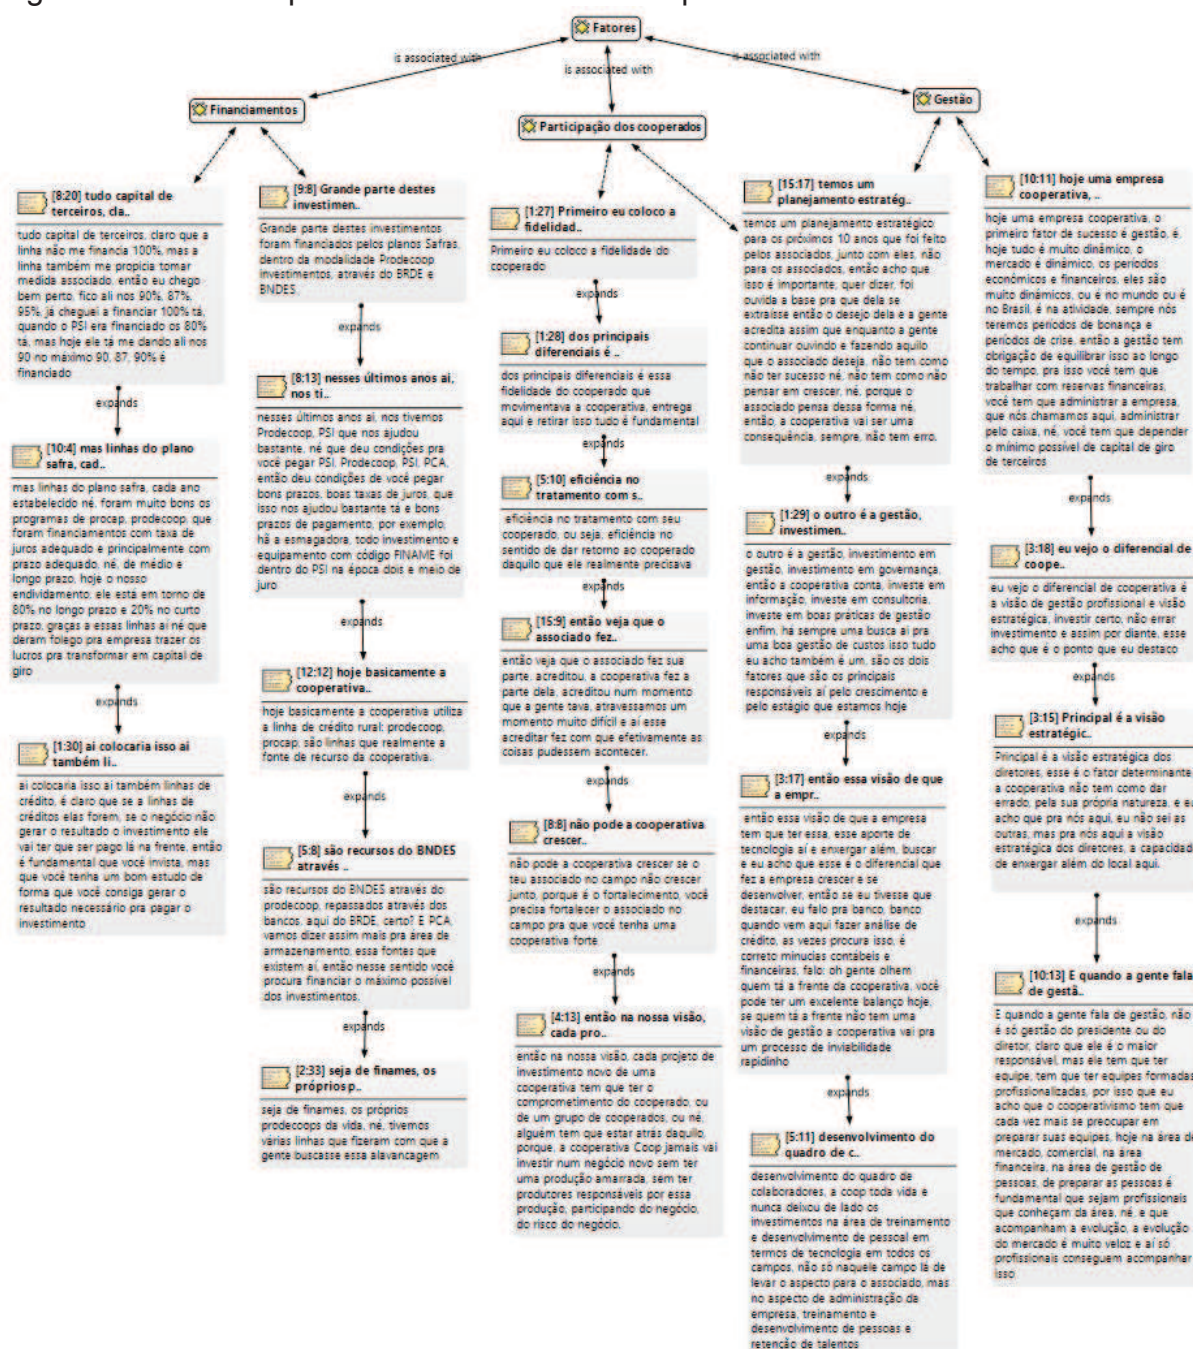 Fatores
is associated with
is associated with
is associated with
Financiamentos
Participação dos cooperados
Gestão
[8:20] tudo capital de
terceiros, cla..
tudo capital de terceiros, claro que a
linha não me financia 100%, mas a
linha também me propicia tomar
medida associado, então eu chego
bem perto, fico ali nos 90%, 87%,
95%, já cheguei a financiar 100% tá,
quando o PSI era financiado os 80%
tá, mas hoje ele tá me dando ali nos
90 no máximo 90, 87, 90% é
financiado
expands
[10:4] mas linhas do plano
safra, cad..
mas linhas do plano safra, cada ano
estabelecido né, foram muito bons os
programas de procap, prodecoop, que
foram financiamentos com taxa de
juros adequado e principalmente com
prazo adequado, né, de médio e
longo prazo, hoje o nosso
endividamento, ele está em torno de
80% no longo prazo e 20% no curto
prazo, graças a essas linhas aí né que
deram folego pra empresa trazer os
lucros pra transformar em capital de
giro
expands
[1:30] ai colocaria isso ai
também li..
ai colocaria isso ai também linhas de
crédito, é claro que se a linhas de
créditos elas forem, se o negócio não
gerar o resultado o investimento ele
vai ter que ser pago lá na frente, então
é fundamental que você invista, mas
que você tenha um bom estudo de
forma que você consiga gerar o
resultado necessário pra pagar o
investimento
[9:8] Grande parte destes
investimen..
Grande parte destes investimentos
foram financiados pelos planos Safras,
dentro da modalidade Prodecoop
investimentos, através do BRDE e
BNDES.
expands
[8:13] nesses últimos anos ai,
nos ti..
nesses últimos anos ai, nos tivemos
Prodecoop, PSI que nos ajudou
bastante, né que deu condições pra
você pegar PSI, Prodecoop, PSI, PCA,
então deu condições de você pegar
bons prazos, boas taxas de juros, que
isso nos ajudou bastante tá e bons
prazos de pagamento, por exemplo,
há a esmagadora, todo investimento e
equipamento com código FINAME foi
dentro do PSI na época dois e meio de
juro
expands
[12:12] hoje basicamente a
cooperativa..
hoje basicamente a cooperativa utiliza
a linha de crédito rural: prodecoop,
procap, são linhas que realmente a
fonte de recurso da cooperativa.
expands
[5:8] são recursos do BNDES
através ..
são recursos do BNDES através do
prodecoop, repassados através dos
bancos, aqui do BRDE, certo? E PCA,
vamos dizer assim mais pra área de
armazenamento, essa fontes que
existem aí, então nesse sentido você
procura financiar o máximo possível
dos investimentos.
expands
[2:33] seja de finames, os
próprios p..
seja de finames, os próprios
prodecoops da vida, né, tivemos
várias linhas que fizeram com que a
gente buscasse essa alavancagem
[1:27] Primeiro eu coloco a
fidelidad..
Primeiro eu coloco a fidelidade do
cooperado
expands
[1:28] dos principais
diferenciais é ..
dos principais diferenciais é essa
fidelidade do cooperado que
movimentava a cooperativa, entrega
aqui e retirar isso tudo é fundamental
expands
[5:10] eficiência no
tratamento com s..
eficiência no tratamento com seu
cooperado, ou seja, eficiência no
sentido de dar retorno ao cooperado
daquilo que ele realmente precisava
expands
[15:9] então veja que o
associado fez..
então veja que o associado fez sua
parte, acreditou, a cooperativa fez a
parte dela, acreditou num momento
que a gente tava, atravessamos um
momento muito difícil e aí esse
acreditar fez com que efetivamente as
coisas pudessem acontecer.
expands
[8:8] não pode a cooperativa
crescer..
não pode a cooperativa crescer se o
teu associado no campo não crescer
junto, porque é o fortalecimento, você
precisa fortalecer o associado no
campo pra que você tenha uma
cooperativa forte
expands
[4:13] então na nossa visão,
cada pro..
então na nossa visão, cada projeto de
investimento novo de uma
cooperativa tem que ter o
comprometimento do cooperado, ou
de um grupo de cooperados, ou né,
alguém tem que estar atrás daquilo,
porque, a cooperativa Coop jamais vai
investir num negócio novo sem ter
uma produção amarrada, sem ter
produtores responsáveis por essa
produção, participando do negócio,
do risco do negócio.
[15:17] temos um
planejamento estratég..
temos um planejamento estratégico
para os próximos 10 anos que foi feito
pelos associados, junto com eles, não
para os associados, então acho que
isso é importante, quer dizer, foi
ouvida a base pra que dela se
extraísse então o desejo dela e a gente
acredita assim que enquanto a gente
continuar ouvindo e fazendo aquilo
que o associado deseja, não tem como
não ter sucesso né, não tem como não
pensar em crescer, né, porque o
associado pensa dessa forma né,
então, a cooperativa vai ser uma
consequência, sempre, não tem erro.
expands
[1:29] o outro é a gestão,
investimen..
o outro é a gestão, investimento em
gestão, investimento em governança,
então a cooperativa conta, investe em
informação, investe em consultoria,
investe em boas práticas de gestão
enfim, há sempre uma busca ai pra
uma boa gestão de custos isso tudo
eu acho também é um, são os dois
fatores que são os principais
responsáveis aí pelo crescimento e
pelo estágio que estamos hoje
expands
[3:17] então essa visão de que
a empr..
então essa visão de que a empresa
tem que ter essa, esse aporte de
tecnologia aí e enxergar além, buscar
e eu acho que esse é o diferencial que
fez a empresa crescer e se
desenvolver, então se eu tivesse que
destacar, eu falo pra banco, banco
quando vem aqui fazer análise de
crédito, as vezes procura isso, é
correto minucias contábeis e
financeiras, falo: oh gente olhem
quem tá a frente da cooperativa, você
pode ter um excelente balanço hoje,
se quem tá a frente não tem uma
visão de gestão a cooperativa vai pra
um processo de inviabilidade
rapidinho
expands
[5:11] desenvolvimento do
quadro de c..
desenvolvimento do quadro de
colaboradores, a coop toda vida e
nunca deixou de lado os
investimentos na área de treinamento
e desenvolvimento de pessoal em
termos de tecnologia em todos os
campos, não só naquele campo lá de
levar o aspecto para o associado, mas
no aspecto de administração da
empresa, treinamento e
desenvolvimento de pessoas e
retenção de talentos
[10:11] hoje uma empresa
cooperativa, ..
hoje uma empresa cooperativa, o
primeiro fator de sucesso é gestão, é,
hoje tudo é muito dinâmico, o
mercado é dinâmico, os períodos
econômicos e financeiros, eles são
muito dinâmicos, ou é no mundo ou é
no Brasil, é na atividade, sempre nós
teremos períodos de bonança e
períodos de crise, então a gestão tem
obrigação de equilibrar isso ao longo
do tempo, pra isso você tem que
trabalhar com reservas financeiras,
você tem que administrar a empresa,
que nós chamamos aqui, administrar
pelo caixa, né, você tem que depender
o mínimo possível de capital de giro
de terceiros
expands
[3:18] eu vejo o diferencial de
coope..
eu vejo o diferencial de cooperativa é
a visão de gestão profissional e visão
estratégica, investir certo, não errar
investimento e assim por diante, esse
acho que é o ponto que eu destaco
expands
[3:15] Principal é a visão
estratégic..
Principal é a visão estratégica dos
diretores, esse é o fator determinante,
a cooperativa não tem como dar
errado, pela sua própria natureza, e eu
acho que pra nós aqui, eu não sei as
outras, mas pra nós aqui a visão
estratégica dos diretores, a capacidad
de enxergar além do local aqui.
expands
[10:13] E quando a gente fala
de gestã..
E quando a gente fala de gestão, não
é só gestão do presidente ou do
diretor, claro que ele é o maior
responsável, mas ele tem que ter
equipe, tem que ter equipes formadas
profissionalizadas, por isso que eu
acho que o cooperativismo tem que
cada vez mais se preocupar em
preparar suas equipes, hoje na área de
mercado, comercial, na área
financeira, na área de gestão de
pessoas, de preparar as pessoas é
fundamental que sejam profissionais
que conheçam da área, né, e que
acompanham a evolução, a evolução
do mercado é muito veloz e aí só
profissionais conseguem acompanhar
isso